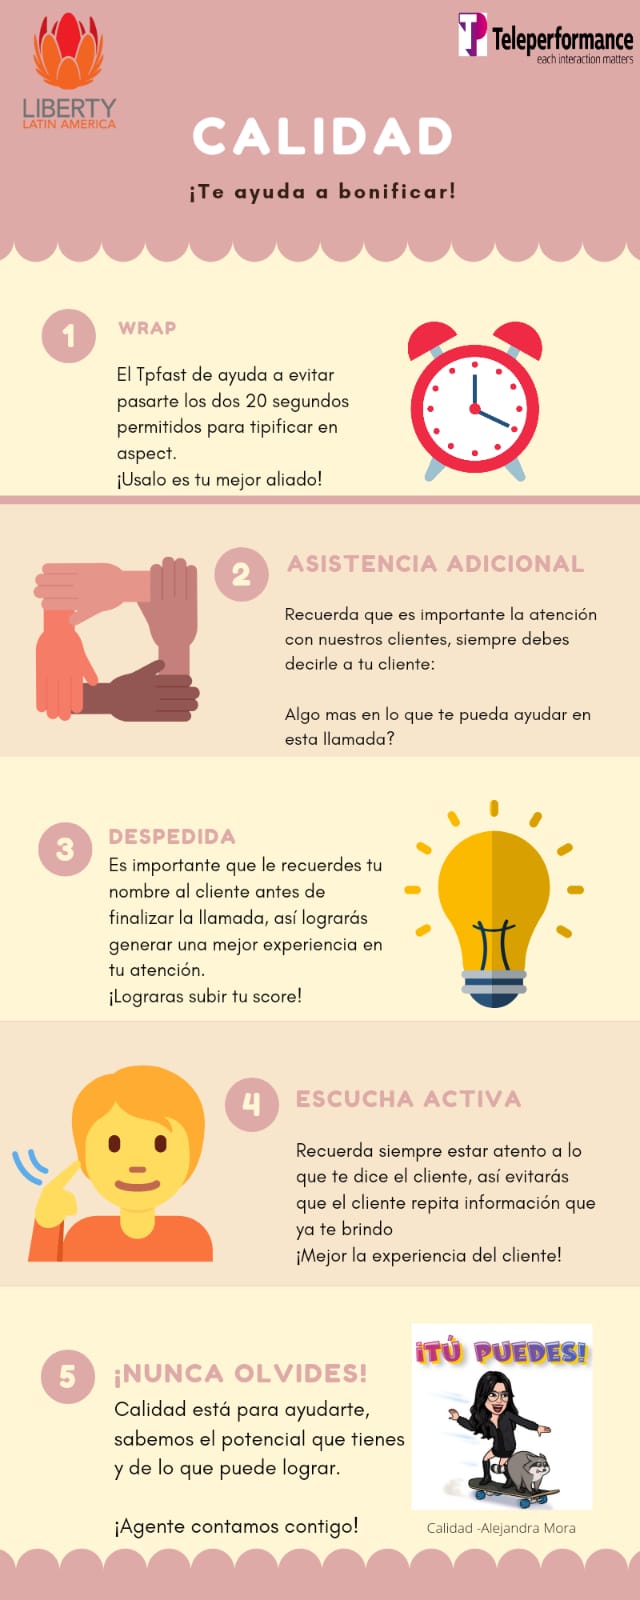 LIBERTY
LATIN AMERICA
Teleperformance
each interaction matters
CALIDAD
¡Te ayuda a bonificar!
1
WRAP
El Tpfast de ayuda a evitar
pasarte los dos 20 segundos
permitidos para tipificar en
aspect.
¡Usalo es tu mejor aliado!
2
ASISTENCIA ADICIONAL
Recuerda que es importante la atención
con nuestros clientes, siempre debes
decirle a tu cliente:
Algo mas en lo que te pueda ayudar en
esta llamada?
3
DESPEDIDA
Es importante que le recuerdes tu
nombre al cliente antes de
finalizar la llamada, así lograrás
generar una mejor experiencia en
tu atención.
¡Lograras subir tu score!
4
ESCUCHA ACTIVA
Recuerda siempre estar atento a lo
que te dice el cliente, así evitarás
que el cliente repita información que
ya te brindo
¡Mejor la experiencia del cliente!
5
¡NUNCA OLVIDES!
Calidad está para ayudarte,
sabemos el potencial que tienes
y de lo que puede lograr.
¡Agente contamos contigo!
¡TÚ PUEDES!
Calidad -Alejandra Mora